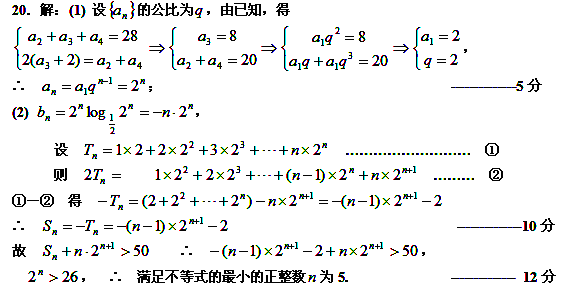 20. 解：(1) 设{aₙ}的公比为q，由已知，得
{a₂+a₃+a₄=28 2(a₃+2)=a₂+a₄ ⇒ {a₃=8 a₂+a₄=20 ⇒ {a₁q²=8 a₁q+a₁q³=20 ⇒ {a₁=2 q=2，
∴ aₙ=a₁qⁿ⁻¹=2ⁿ； ————5分
(2) bₙ=2ⁿlog_{1/2}2ⁿ=-n·2ⁿ，
设 Tₙ=1×2+2×2²+3×2³+⋯+n×2ⁿ ……………………… ①
则 2Tₙ= 1×2²+2×2³+⋯+(n-1)×2ⁿ+n×2ⁿ⁺¹ ……… ②
①—② 得 -Tₙ=(2+2²+⋯+2ⁿ)-n×2ⁿ⁺¹=-(n-1)×2ⁿ⁺¹-2
∴ Sₙ=-Tₙ=-(n-1)×2ⁿ⁺¹-2 ————10分
故 Sₙ+n·2ⁿ⁺¹>50 ∴ -(n-1)×2ⁿ⁺¹-2+n×2ⁿ⁺¹>50，
2ⁿ>26， ∴ 满足不等式的最小的正整数n为5. ———— 12分